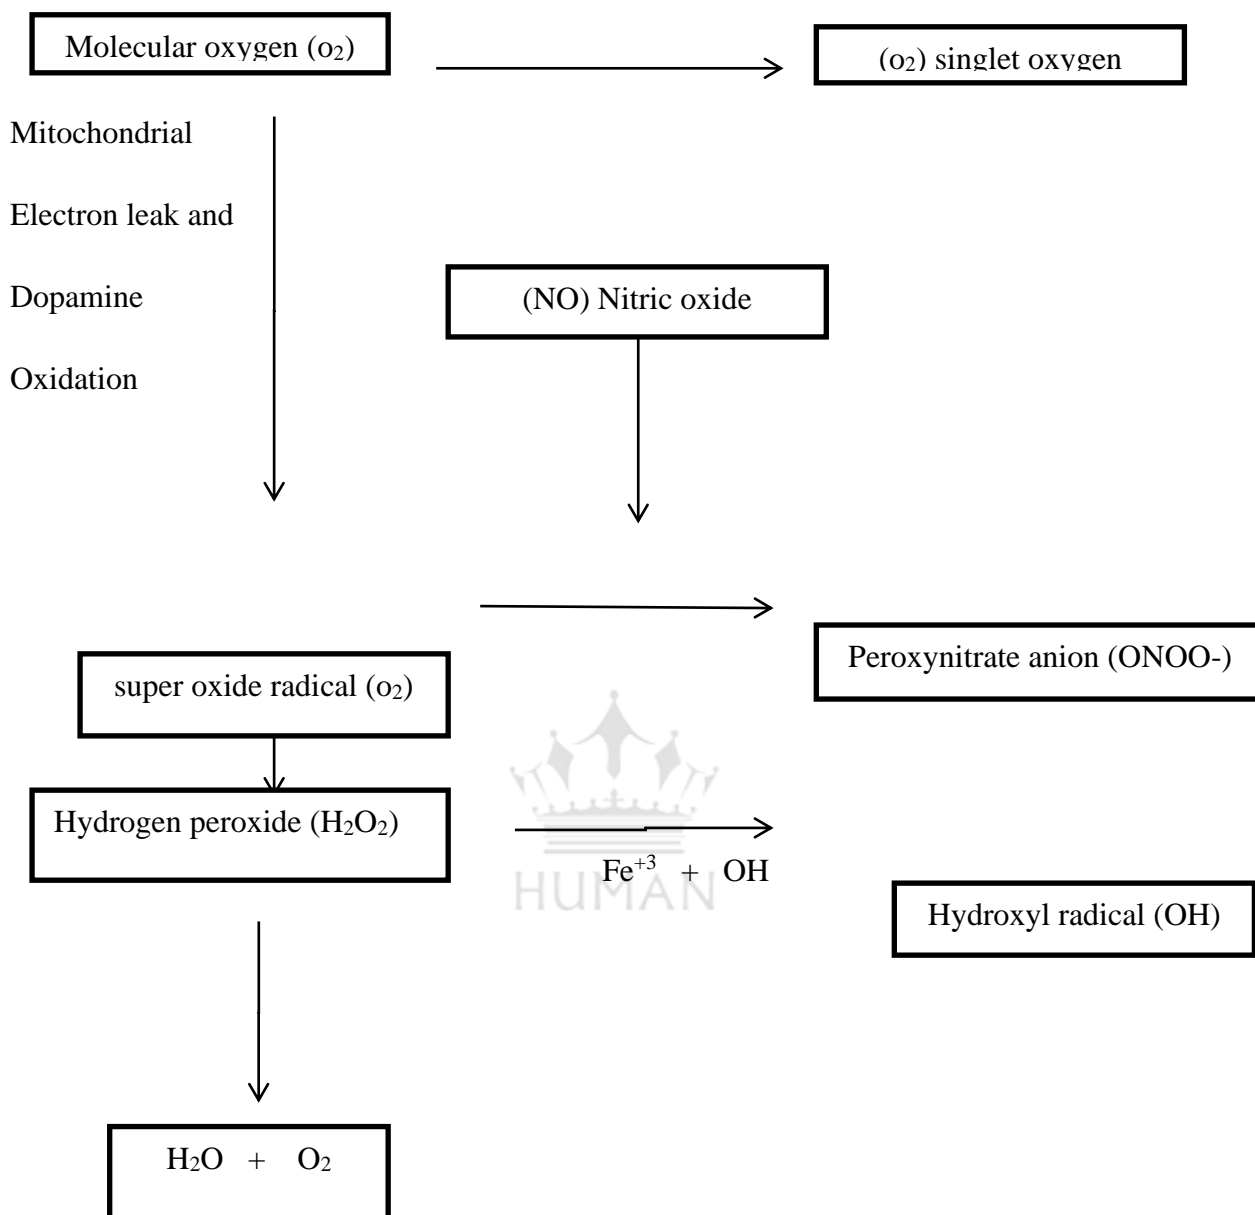 Molecular oxygen (o₂)
(o₂) singlet oxygen
Mitochondrial
Electron leak and
Dopamine
(NO) Nitric oxide
Oxidation
Peroxynitrate anion (ONOO-)
super oxide radical (o₂)
Hydrogen peroxide (H₂O₂)
Fe⁺³ + OH
HUMAN
Hydroxyl radical (OH)
H₂O + O₂